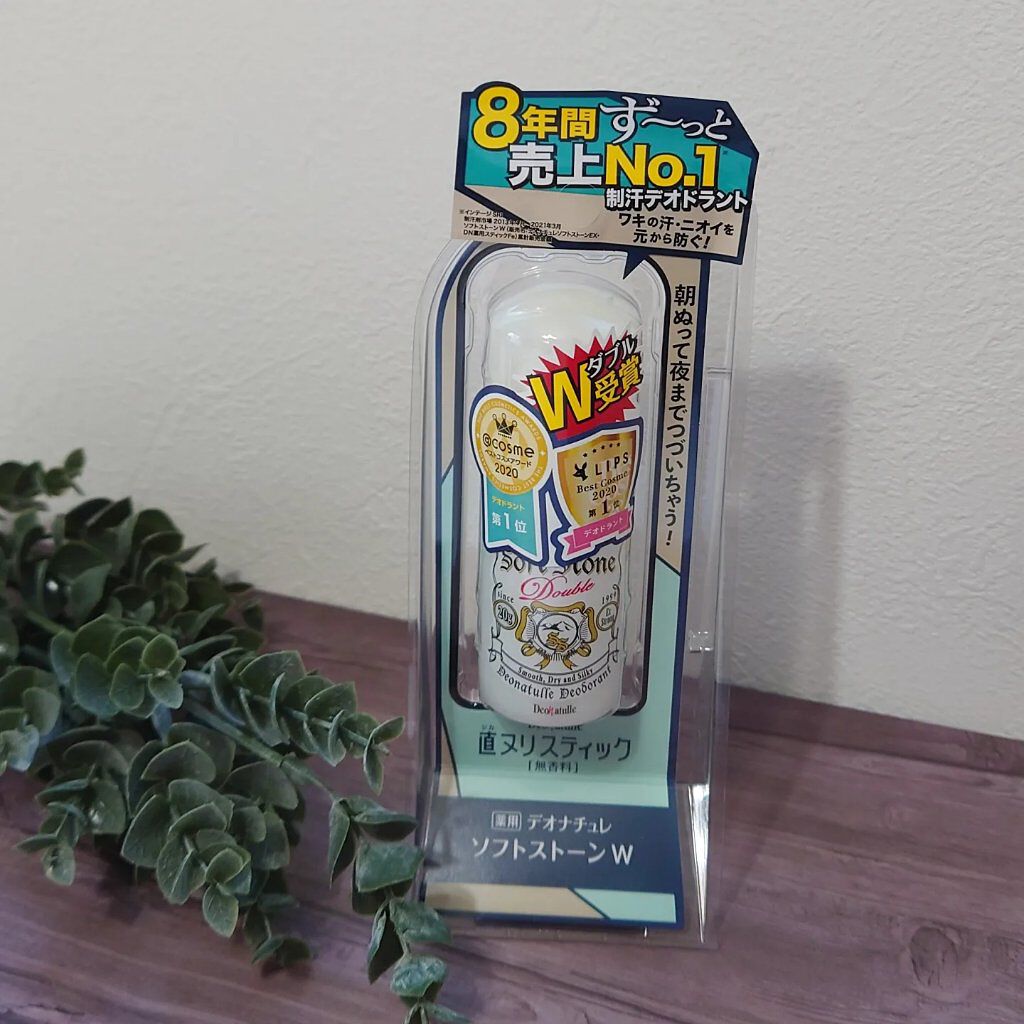 8年間ず〜っと
売上No.1
制汗デオドラント
ワキの汗・ニオイを
元から防ぐ!
朝ぬって夜までつづいちゃう!
Wダブル受賞
@cosme
ベストコスメアワード
2020
デオドラント
第1位
LIPS
Best Cosme
2020
第1位
デオドラント
Soft Stone
Double
since 1999
20g
Smooth, Dry and Silky
Deonatulle Deodorant
DeoNatulle
DeoNatulle
直ヌリスティック
[無香料]
薬用 デオナチュレ
ソフトストーンW